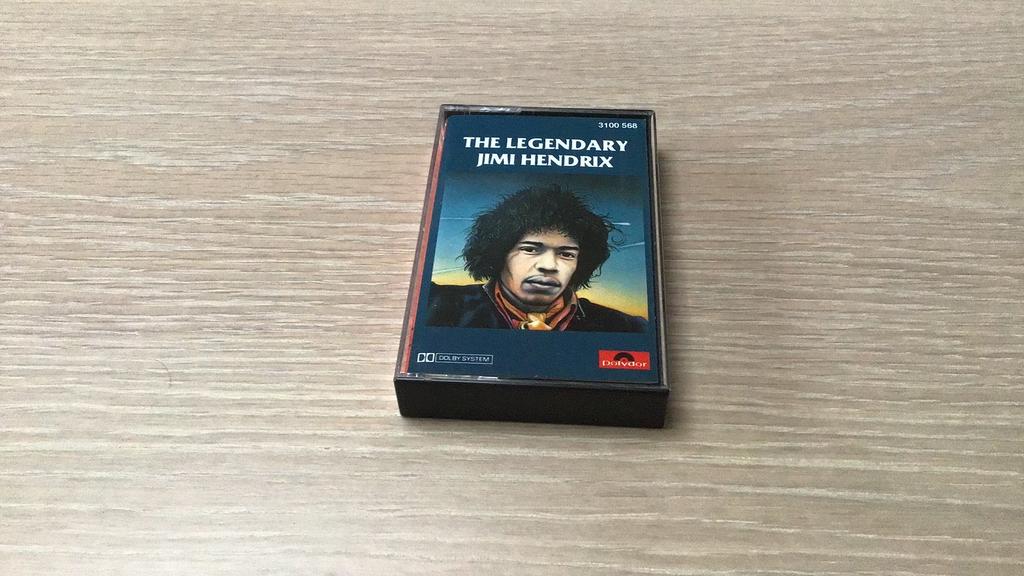 3100 568
THE LEGENDARY
JIMI HENDRIX
DOLBY SYSTEM
polydor